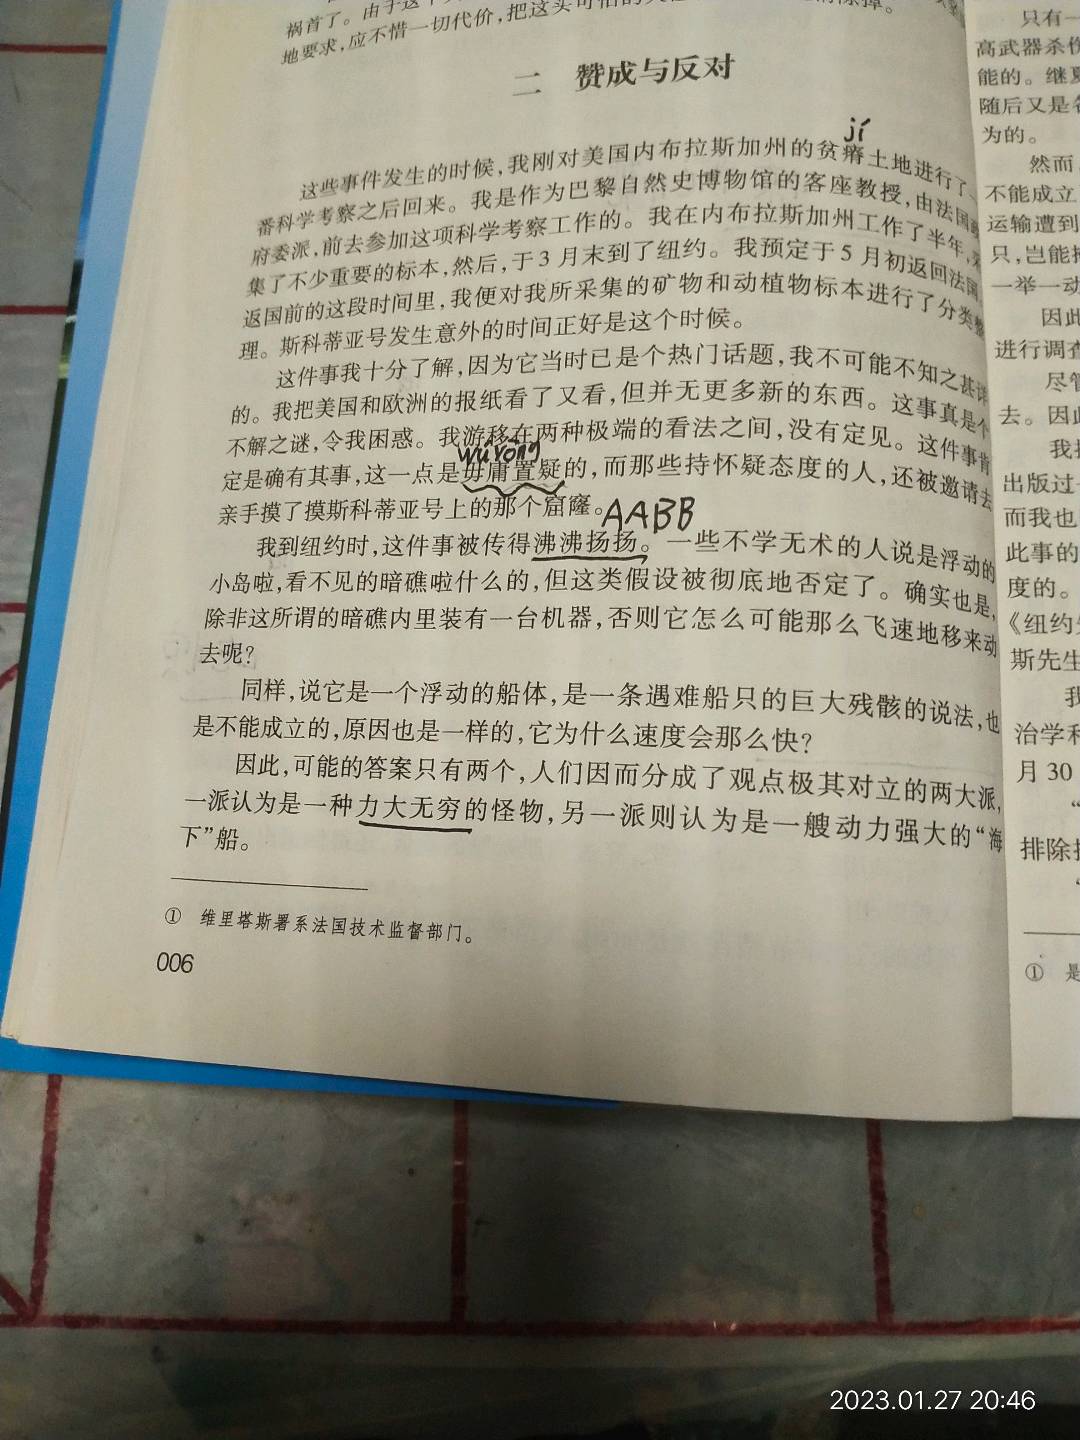 祸首了。由于这个
地要求,应不惜一切代价,把这头可怕的
二 赞成与反对
jí
这些事件发生的时候,我刚对美国内布拉斯加州的贫瘠土地进行了一
番科学考察之后回来。我是作为巴黎自然史博物馆的客座教授,由法国
府委派,前去参加这项科学考察工作的。我在内布拉斯加州工作了半年,
集了不少重要的标本,然后,于3月末到了纽约。我预定于5月初返回法国。
返国前的这段时间里,我便对我所采集的矿物和动植物标本进行了分类整
理。斯科蒂亚号发生意外的时间正好是这个时候。
这件事我十分了解,因为它当时已是个热门话题,我不可能不知之甚详
的。我把美国和欧洲的报纸看了又看,但并无更多新的东西。这事真是个
不解之谜,令我困惑。我游移在两种极端的看法之间,没有定见。这件事肯
wúyōng
定是确有其事,这一点是毋庸置疑的,而那些持怀疑态度的人,还被邀请去
亲手摸了摸斯科蒂亚号上的那个窟窿。
AABB
我到纽约时,这件事被传得沸沸扬扬。一些不学无术的人说是浮动的
小岛啦,看不见的暗礁啦什么的,但这类假设被彻底地否定了。确实也是,
除非这所谓的暗礁内里装有一台机器,否则它怎么可能那么飞速地移来动
去呢?
同样,说它是一个浮动的船体,是一条遇难船只的巨大残骸的说法,也
是不能成立的,原因也是一样的,它为什么速度会那么快?
因此,可能的答案只有两个,人们因而分成了观点极其对立的两大派,
一派认为是一种力大无穷的怪物,另一派则认为是一艘动力强大的“海
下”船。
① 维里塔斯署系法国技术监督部门。
006
只有一
高武器杀伤
能的。继夏
随后又是各
为的。
然而
不能成立
运输遭到
只,岂能
一举一动
因此
进行调查
尽管
去。因此
我
出版过
而我也
此事的
度的。
《纽约
斯先生
我
治学和
月30
“
排除
“
① 是
2023.01.27 20:46